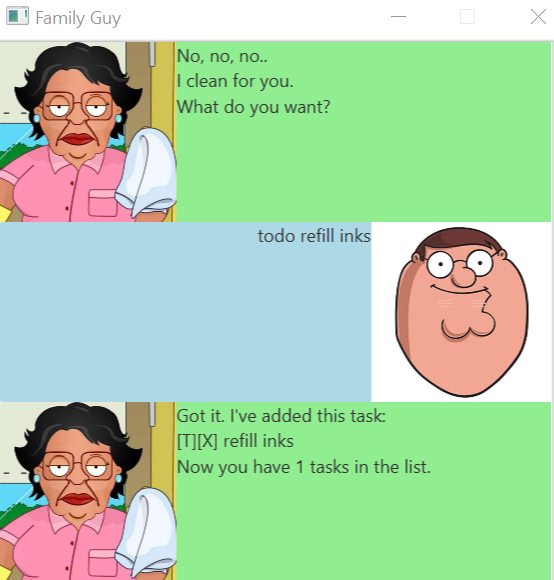 Family Guy
No, no, no..
I clean for you.
What do you want?
todo refill inks
Got it. I've added this task:
[T][X] refill inks
Now you have 1 tasks in the list.